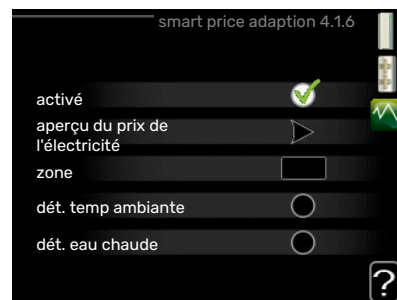 smart price adaption 4.1.6
activé
aperçu du prix de
l'électricité
zone
dét. temp ambiante
dét. eau chaude
?